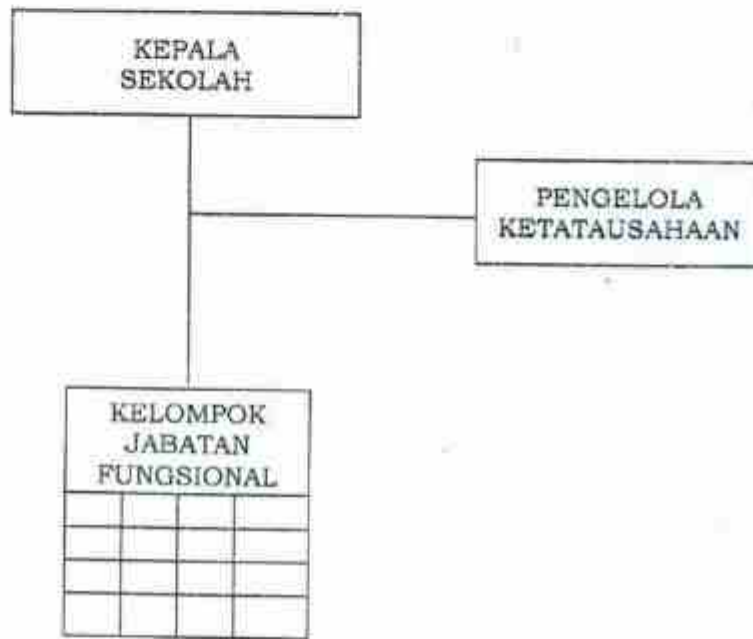 KEPALA
SEKOLAH
PENGELOLA
KETATAUSAHAAN
KELOMPOK
JABATAN
FUNGSIONAL